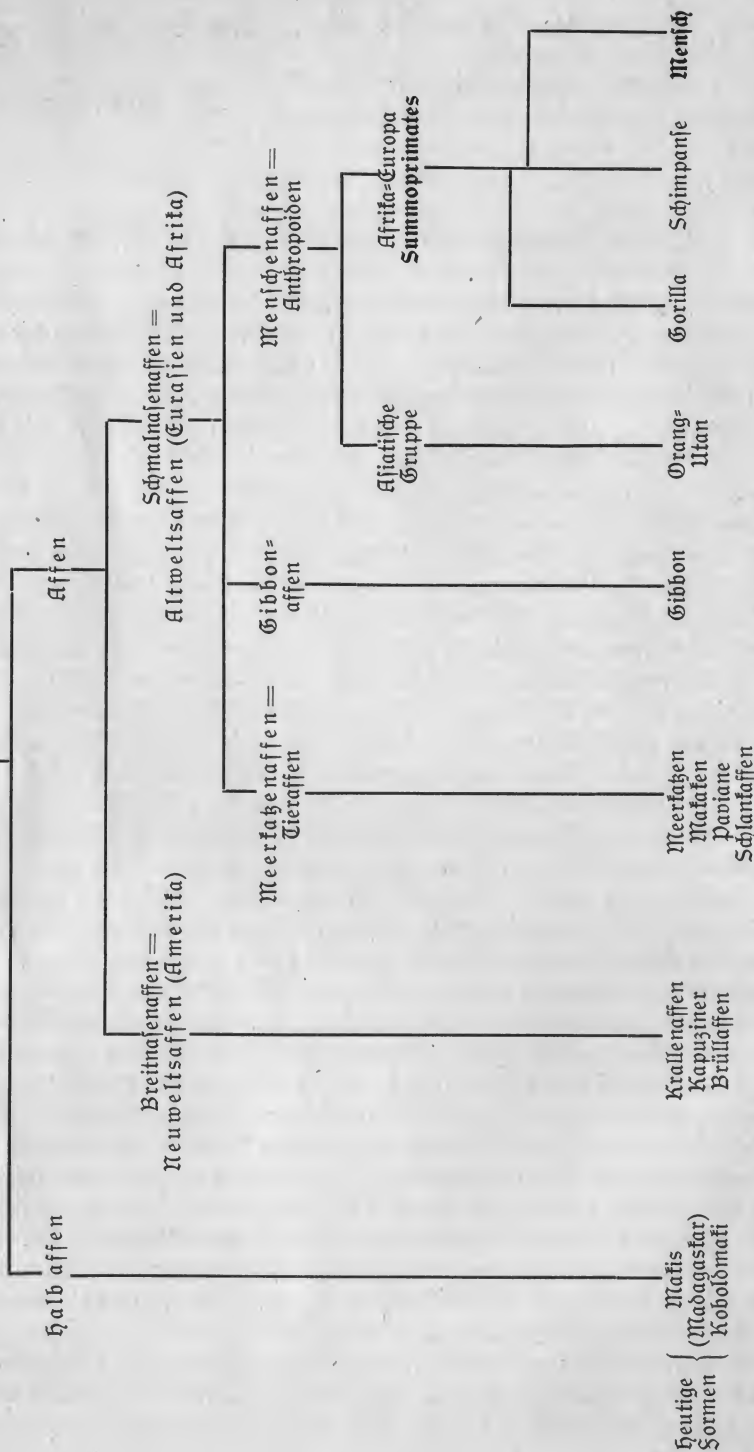 Halbaffen
Affen
Breitnasenaffen =
Neuweltsaffen (Amerika)
Schmalnasenaffen =
Altweltsaffen (Eurasien und Afrika)
Meerkatzenaffen =
Tieraffen
Gibbon=
affen
Menschenaffen =
Anthropoiden
Asiatische
Gruppe
Afrika=Europa
Summoprimates
Heutige
Formen
Makis
(Madagaskar)
Koboldmaki
Krallenaffen
Kapuziner
Brüllaffen
Meerkatzen
Makaken
Paviane
Schlankaffen
Gibbon
Orang=
Utan
Gorilla
Schimpanse
Mensch